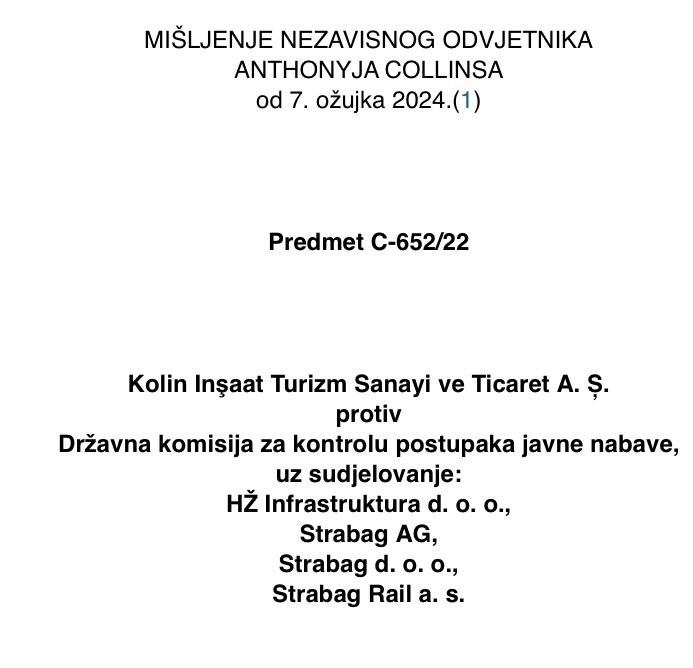 MIŠLJENJE NEZAVISNOG ODVJETNIKA
ANTHONYJA COLLINSA
od 7. ožujka 2024.(1)
Predmet C-652/22
Kolin Inşaat Turizm Sanayi ve Ticaret A. Ș.
protiv
Državna komisija za kontrolu postupaka javne nabave,
uz sudjelovanje:
HŽ Infrastruktura d. o. o.,
Strabag AG,
Strabag d. o. o.,
Strabag Rail a. s.